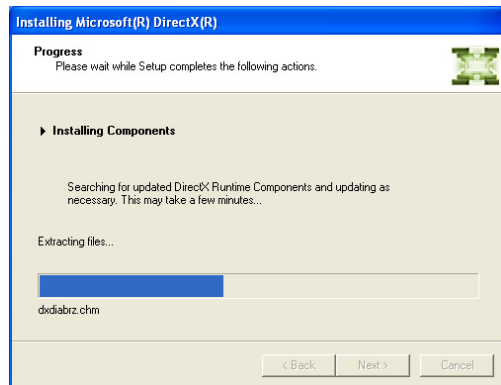 Installing Microsoft(R) DirectX(R)
Progress
Please wait while Setup completes the following actions.
Installing Components
Searching for updated DirectX Runtime Components and updating as
necessary. This may take a few minutes...
Extracting files...
dxdiabrz.chm
< Back Next > Cancel